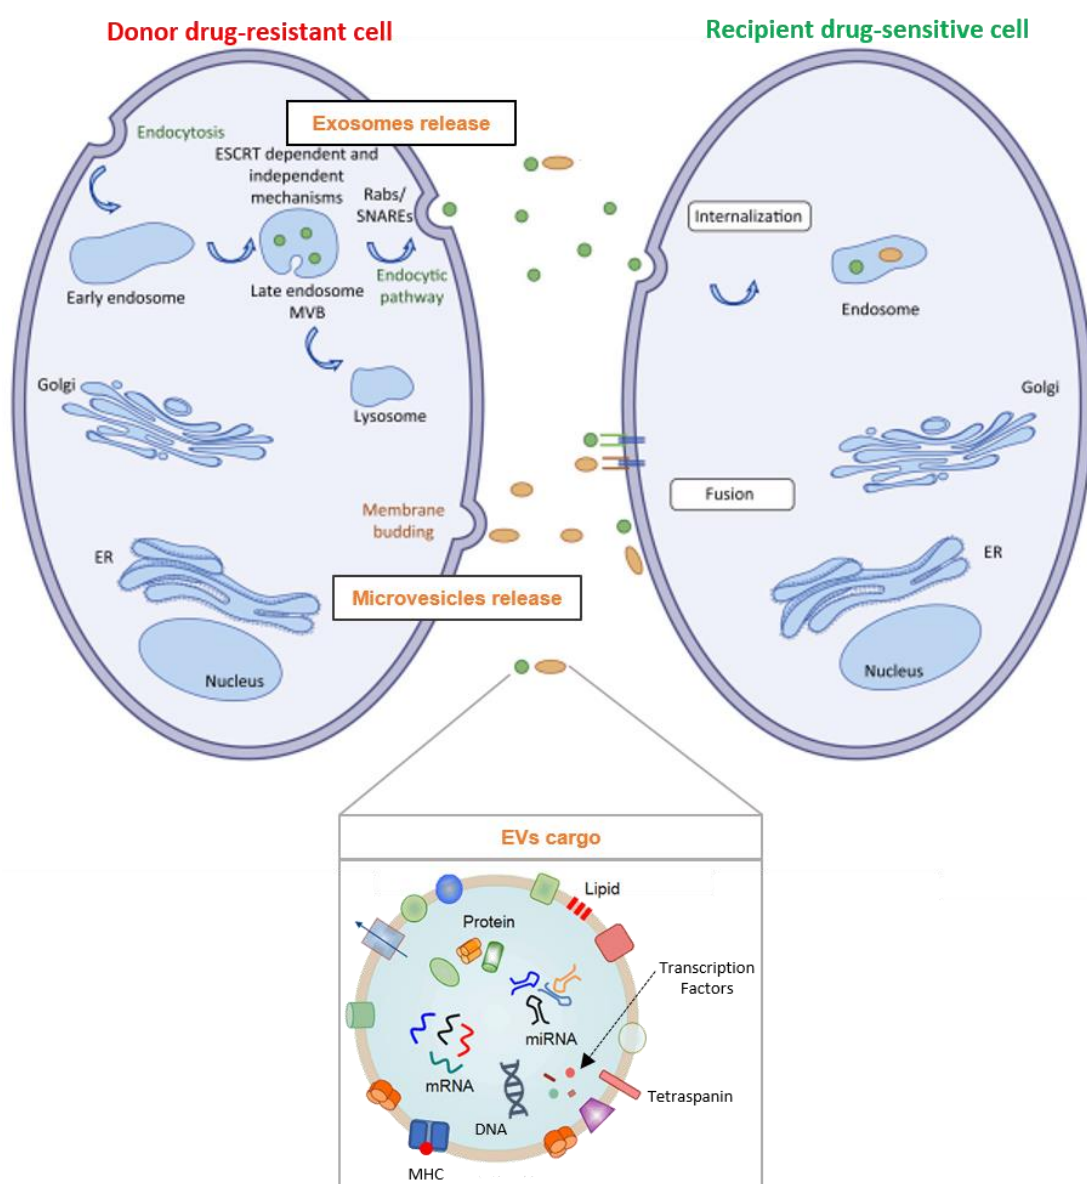 Donor drug-resistant cell
Recipient drug-sensitive cell
Exosomes release
Endocytosis
ESCRT dependent and
independent
mechanisms
Rabs/
SNAREs
Early endosome
Late endosome
MVB
Endocytic
pathway
Lysosome
Golgi
Membrane
budding
ER
Microvesicles release
Nucleus
Internalization
Endosome
Golgi
Fusion
ER
Nucleus
EVs cargo
Lipid
Protein
Transcription
Factors
miRNA
mRNA
Tetraspanin
DNA
MHC